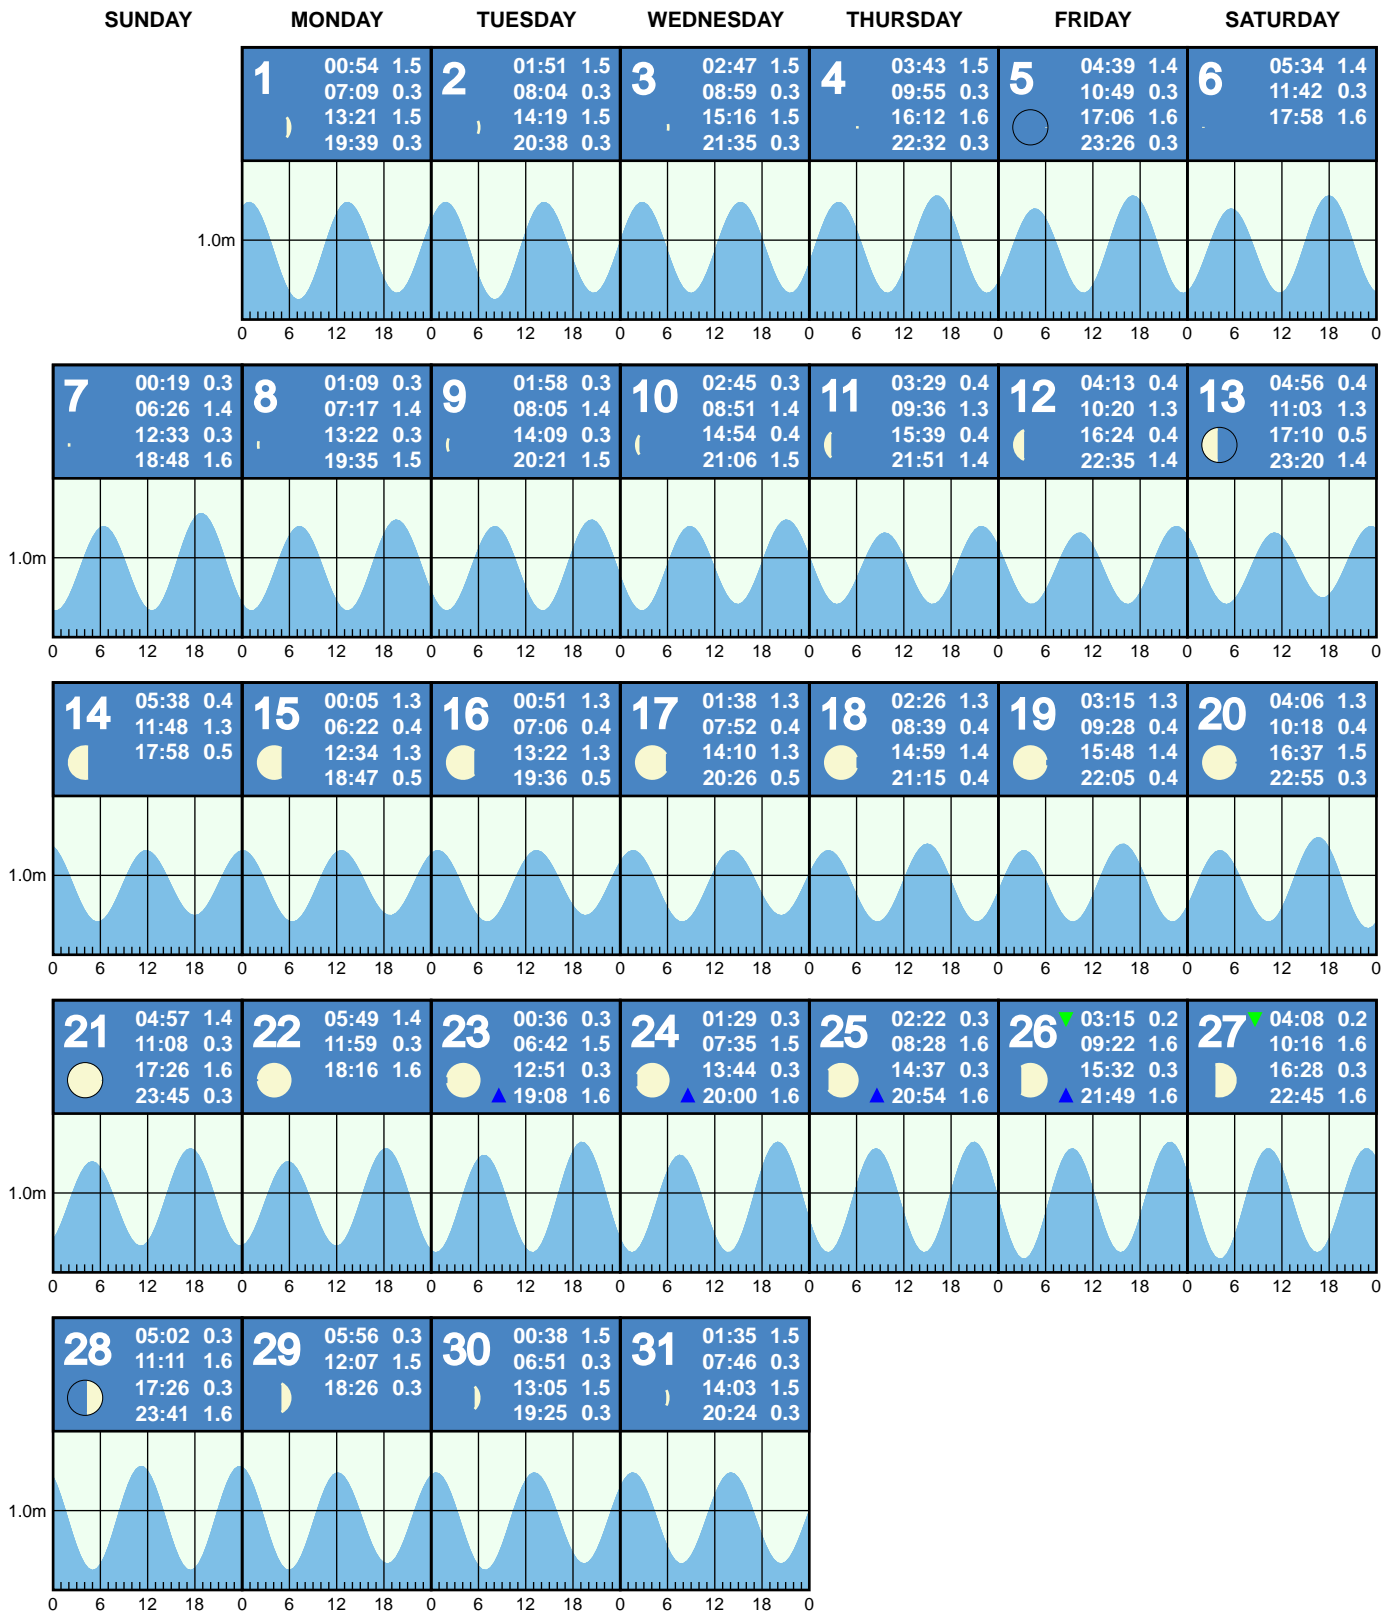 SUNDAY MONDAY TUESDAY WEDNESDAY THURSDAY FRIDAY SATURDAY
1 00:54 1.5 2 01:51 1.5 3 02:47 1.5 4 03:43 1.5 5 04:39 1.4 6 05:34 1.4
07:09 0.3 08:04 0.3 08:59 0.3 09:55 0.3 10:49 0.3 11:42 0.3
13:21 1.5 14:19 1.5 15:16 1.5 16:12 1.6 17:06 1.6 17:58 1.6
19:39 0.3 20:38 0.3 21:35 0.3 22:32 0.3 23:26 0.3
1.0m
0 6 12 18 0 6 12 18 0 6 12 18 0 6 12 18 0 6 12 18 0 6 12 18 0
7 00:19 0.3 8 01:09 0.3 9 01:58 0.3 10 02:45 0.3 11 03:29 0.4 12 04:13 0.4 13 04:56 0.4
06:26 1.4 07:17 1.4 08:05 1.4 08:51 1.4 09:36 1.3 10:20 1.3 11:03 1.3
12:33 0.3 13:22 0.3 14:09 0.3 14:54 0.4 15:39 0.4 16:24 0.4 17:10 0.5
18:48 1.6 19:35 1.5 20:21 1.5 21:06 1.5 21:51 1.4 22:35 1.4 23:20 1.4
1.0m
0 6 12 18 0 6 12 18 0 6 12 18 0 6 12 18 0 6 12 18 0 6 12 18 0 6 12 18 0
14 05:38 0.4 15 00:05 1.3 16 00:51 1.3 17 01:38 1.3 18 02:26 1.3 19 03:15 1.3 20 04:06 1.3
11:48 1.3 06:22 0.4 07:06 0.4 07:52 0.4 08:39 0.4 09:28 0.4 10:18 0.4
17:58 0.5 12:34 1.3 13:22 1.3 14:10 1.3 14:59 1.4 15:48 1.4 16:37 1.5
18:47 0.5 19:36 0.5 20:26 0.5 21:15 0.4 22:05 0.4 22:55 0.3
1.0m
0 6 12 18 0 6 12 18 0 6 12 18 0 6 12 18 0 6 12 18 0 6 12 18 0 6 12 18 0
21 04:57 1.4 22 05:49 1.4 23 00:36 0.3 24 01:29 0.3 25 02:22 0.3 26 03:15 0.2 27 04:08 0.2
11:08 0.3 11:59 0.3 06:42 1.5 07:35 1.5 08:28 1.6 09:22 1.6 10:16 1.6
17:26 1.6 18:16 1.6 12:51 0.3 13:44 0.3 14:37 0.3 15:32 0.3 16:28 0.3
23:45 0.3 19:08 1.6 20:00 1.6 20:54 1.6 21:49 1.6 22:45 1.6
1.0m
0 6 12 18 0 6 12 18 0 6 12 18 0 6 12 18 0 6 12 18 0 6 12 18 0 6 12 18 0
28 05:02 0.3 29 05:56 0.3 30 00:38 1.5 31 01:35 1.5
11:11 1.6 12:07 1.5 06:51 0.3 07:46 0.3
17:26 0.3 18:26 0.3 13:05 1.5 14:03 1.5
23:41 1.6 19:25 0.3 20:24 0.3
1.0m
0 6 12 18 0 6 12 18 0 6 12 18 0 6 12 18 0